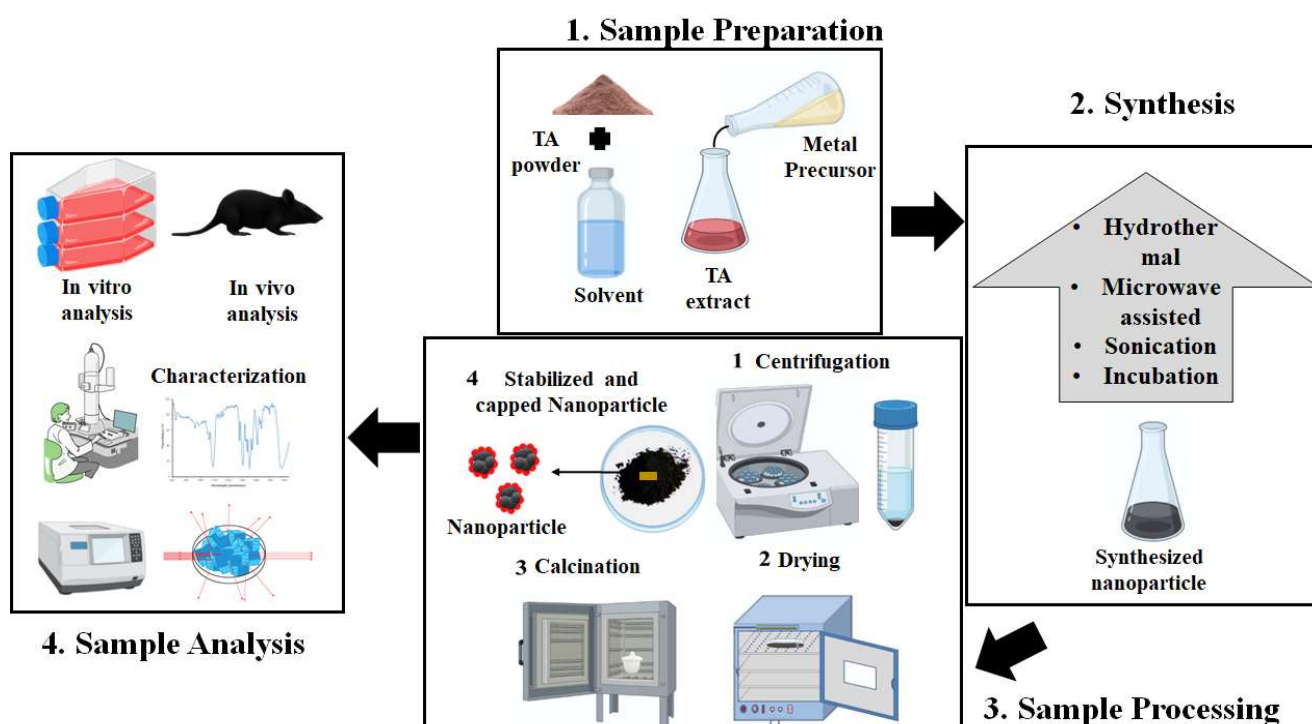 1. Sample Preparation
TA
powder
Solvent
Metal
Precursor
TA
extract
2. Synthesis
• Hydrother
mal
• Microwave
assisted
• Sonication
• Incubation
Synthesized
nanoparticle
3. Sample Processing
1 Centrifugation
2 Drying
3 Calcination
4 Stabilized and
capped Nanoparticle
Nanoparticle
4. Sample Analysis
In vitro
analysis
In vivo
analysis
Characterization